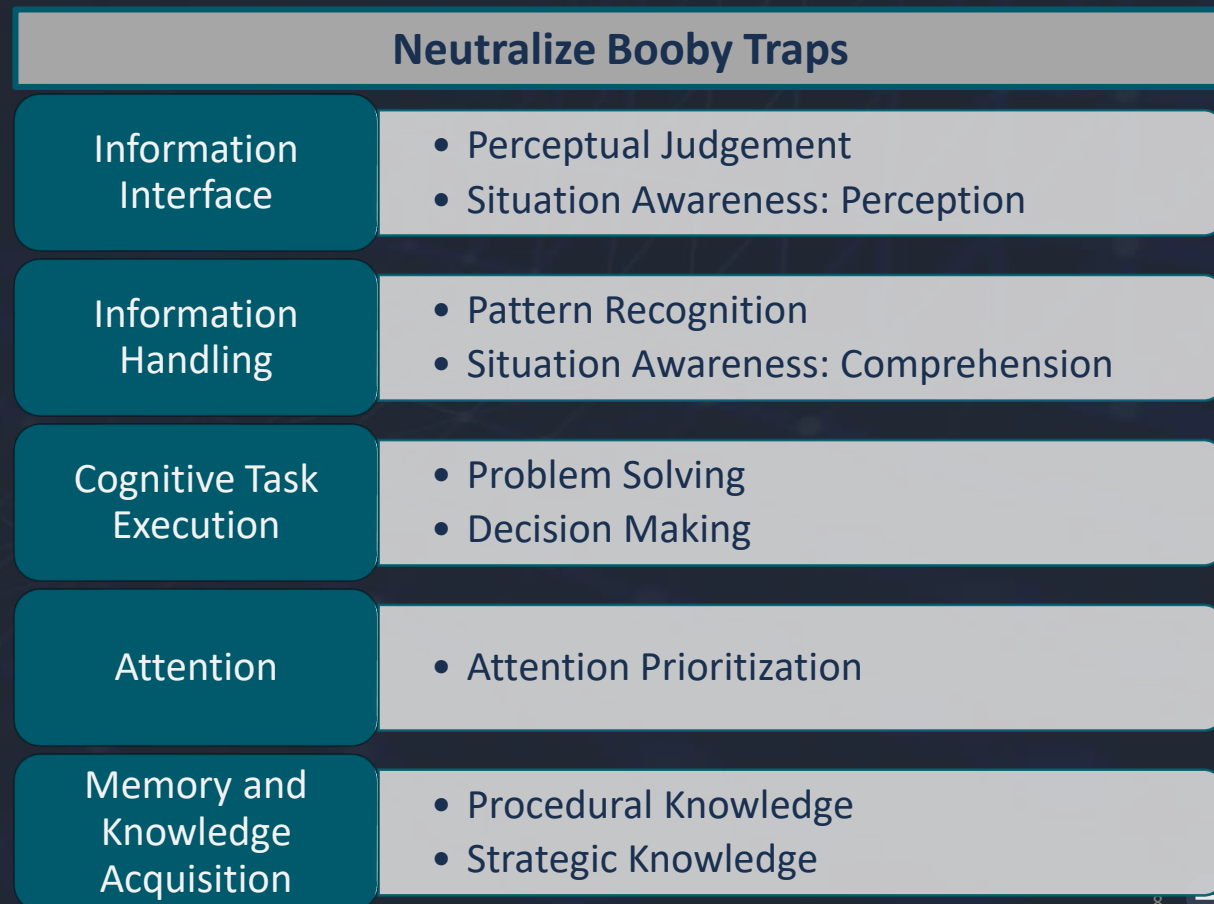 Neutralize Booby Traps
Information
Interface
• Perceptual Judgement
• Situation Awareness: Perception
Information
Handling
• Pattern Recognition
• Situation Awareness: Comprehension
Cognitive Task
Execution
• Problem Solving
• Decision Making
Attention
• Attention Prioritization
Memory and
Knowledge
Acquisition
• Procedural Knowledge
• Strategic Knowledge